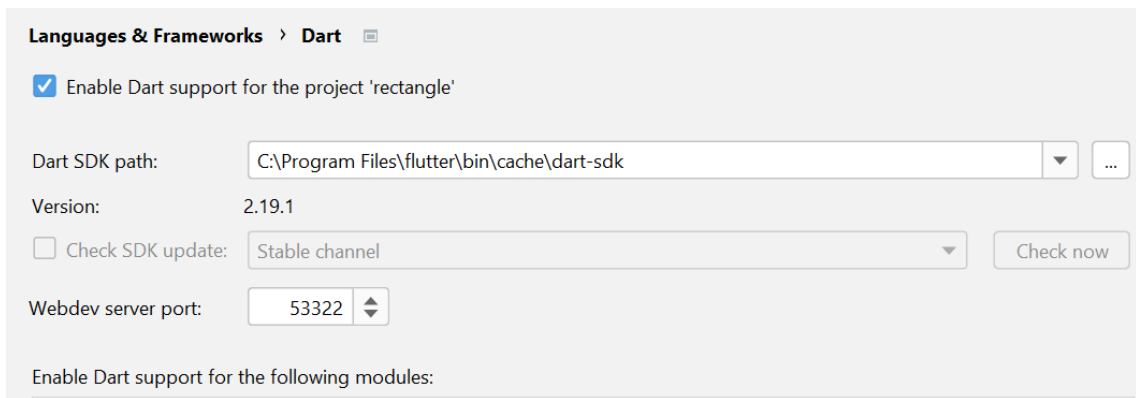 Languages & Frameworks › Dart
Enable Dart support for the project 'rectangle'
Dart SDK path: C:\Program Files\flutter\bin\cache\dart-sdk ...
Version: 2.19.1
Check SDK update: Stable channel Check now
Webdev server port: 53322
Enable Dart support for the following modules: